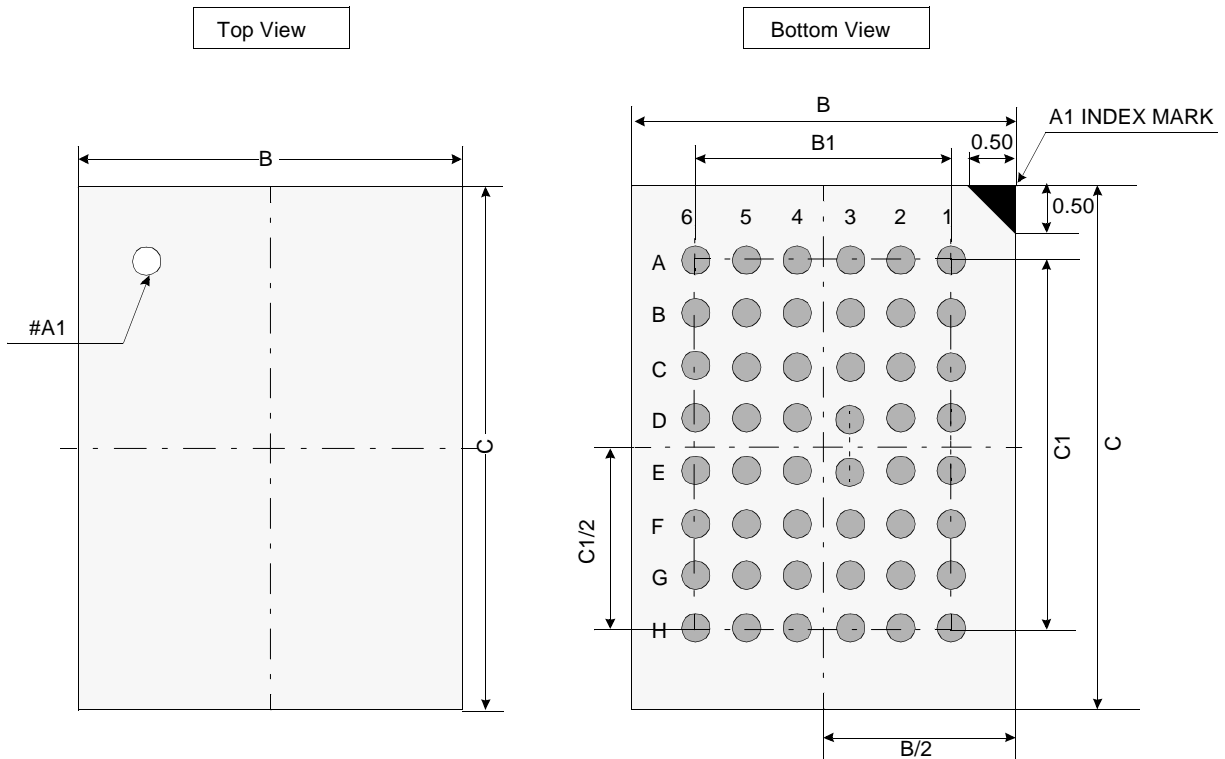 Top View
Bottom View
B
A1 INDEX MARK
B
B1
0.50
0.50
6 5 4 3 2 1
A
B
C
D
E
F
G
H
#A1
C
C1
C
C1/2
B/2